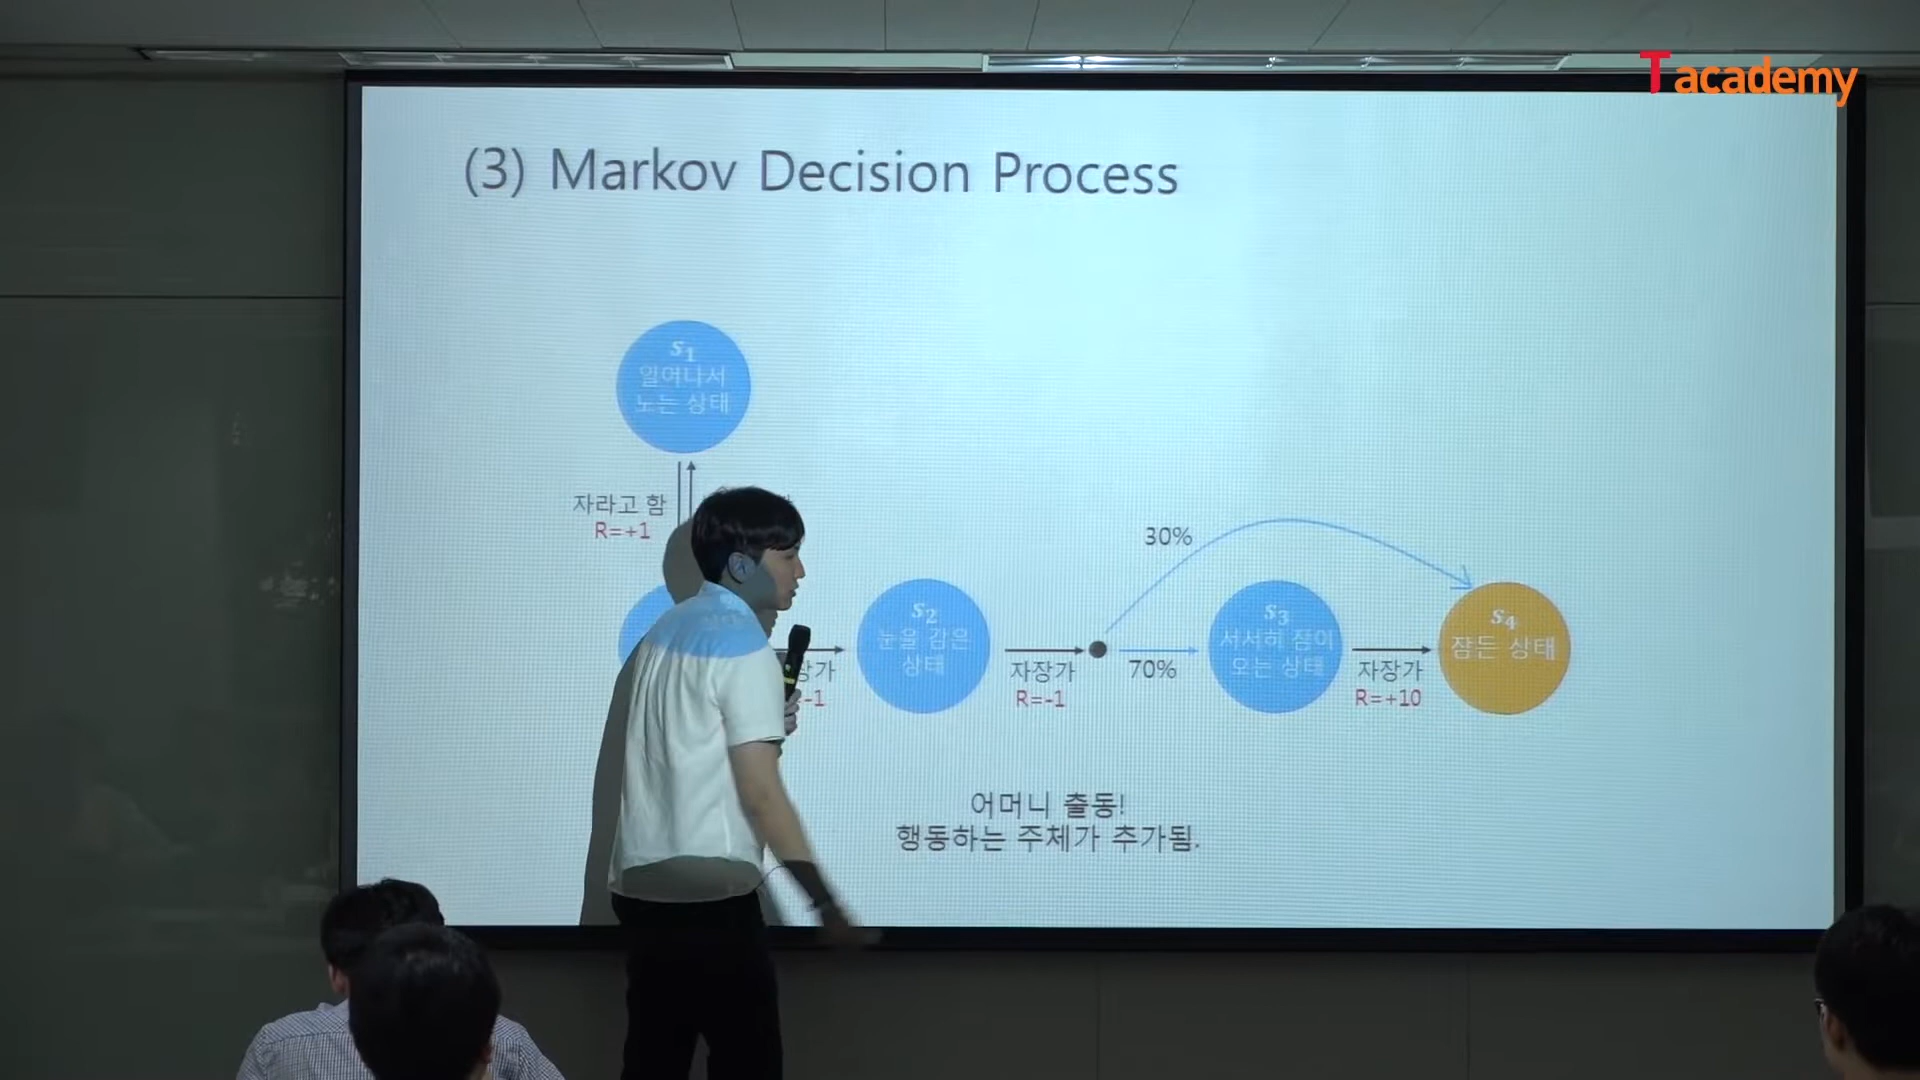 Tacademy
(3) Markov Decision Process
s1
일어나서
노는 상태
자라고 함
R=+1
30%
s2
눈을 감은
상태
자장가
R=-1
70%
s3
서서히 잠이
오는 상태
자장가
R=+10
s4
잠든 상태
장가
-1
어머니 출동!
행동하는 주체가 추가됨.